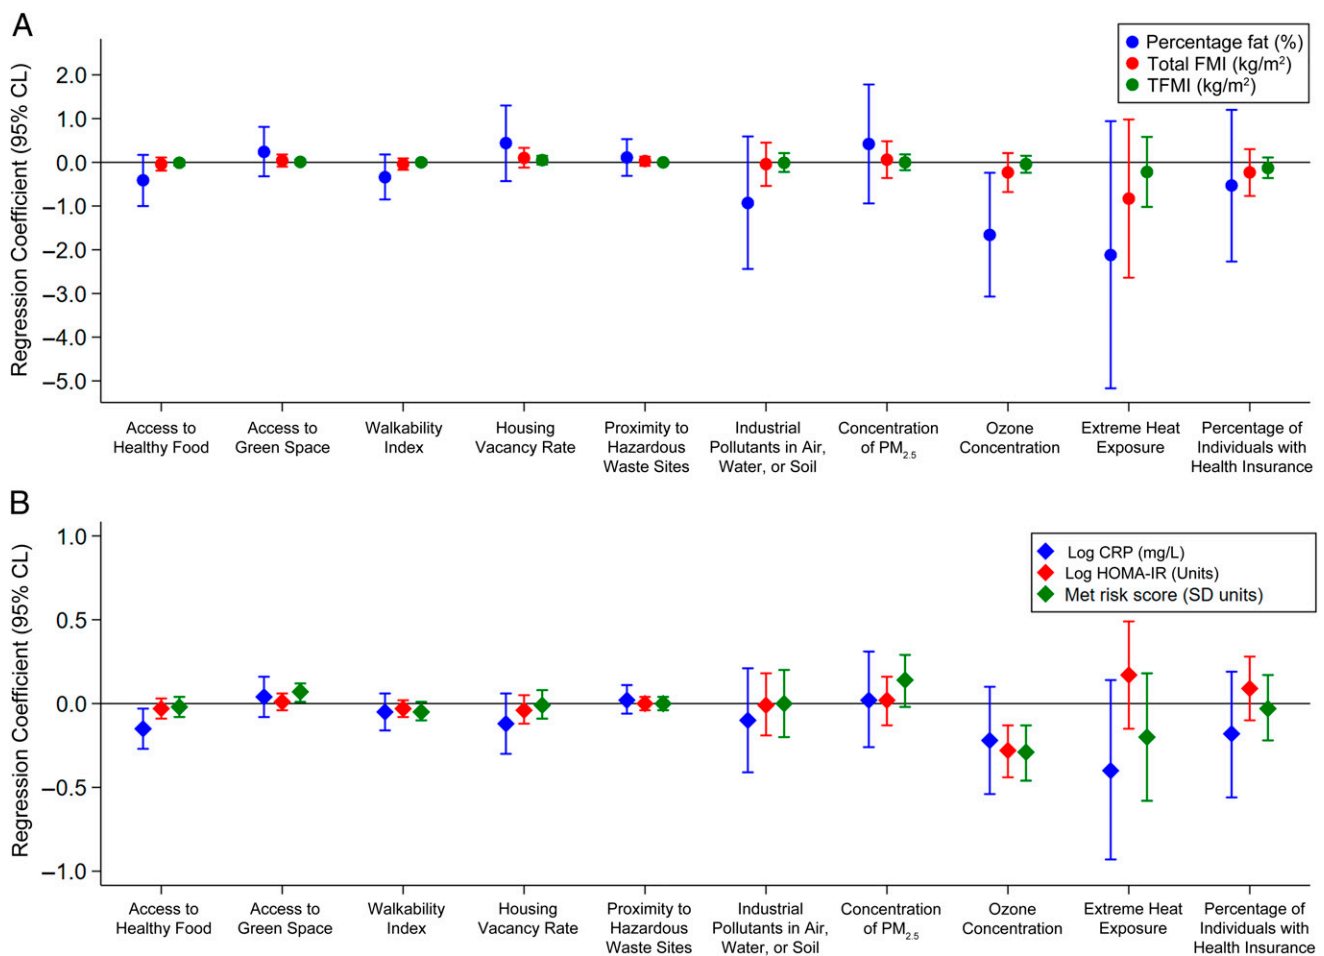 A
Regression Coefficient (95% CL)
2.0
1.0
0.0
−1.0
−2.0
−3.0
−4.0
−5.0
Percentage fat (%)
Total FMI (kg/m²)
TFMI (kg/m²)
Access to
Healthy Food
Access to
Green Space
Walkability
Index
Housing
Vacancy Rate
Proximity to
Hazardous
Waste Sites
Industrial
Pollutants in Air,
Water, or Soil
Concentration
of PM₂.₅
Ozone
Concentration
Extreme Heat
Exposure
Percentage of
Individuals with
Health Insurance
B
Regression Coefficient (95% CL)
1.0
0.5
0.0
−0.5
−1.0
Log CRP (mg/L)
Log HOMA-IR (Units)
Met risk score (SD units)
Access to
Healthy Food
Access to
Green Space
Walkability
Index
Housing
Vacancy Rate
Proximity to
Hazardous
Waste Sites
Industrial
Pollutants in Air,
Water, or Soil
Concentration
of PM₂.₅
Ozone
Concentration
Extreme Heat
Exposure
Percentage of
Individuals with
Health Insurance